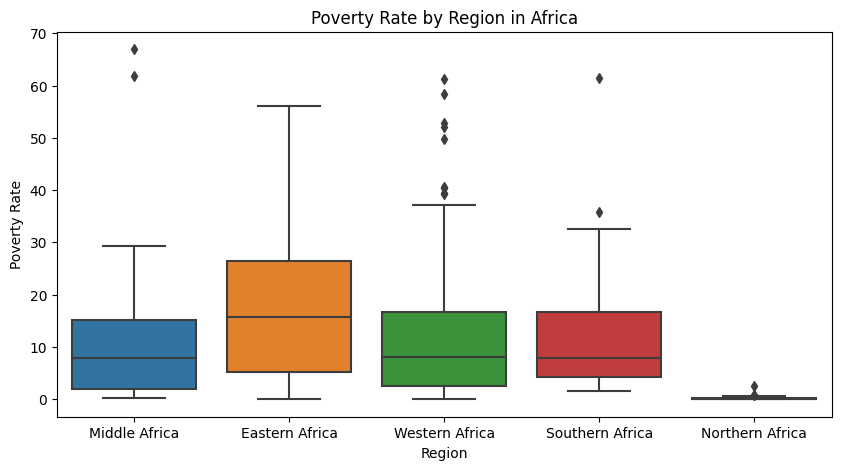 Poverty Rate by Region in Africa
Poverty Rate
70
60
50
40
30
20
10
0
Middle Africa
Eastern Africa
Western Africa
Southern Africa
Northern Africa
Region